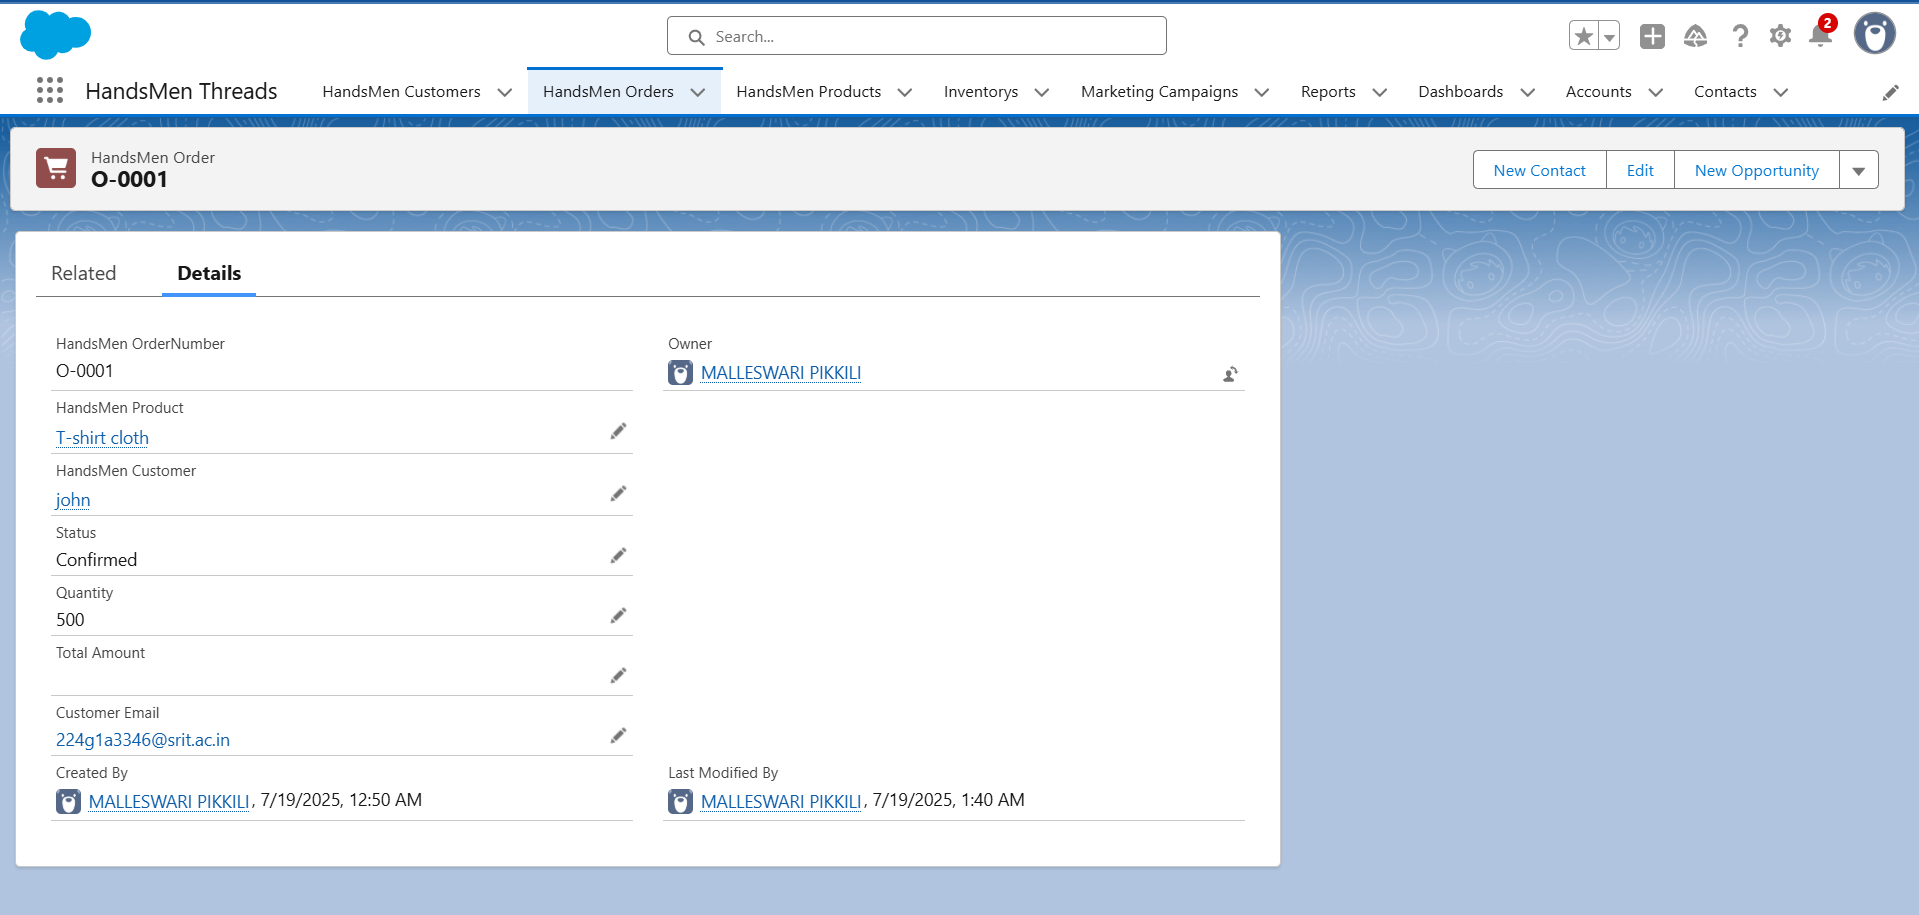 Search...
2
HandsMen Threads
HandsMen Customers
HandsMen Orders
HandsMen Products
Inventorys
Marketing Campaigns
Reports
Dashboards
Accounts
Contacts
HandsMen Order
O-0001
New Contact
Edit
New Opportunity
Related
Details
HandsMen OrderNumber
O-0001
Owner
MALLESWARI PIKKILI
HandsMen Product
T-shirt cloth
HandsMen Customer
john
Status
Confirmed
Quantity
500
Total Amount
Customer Email
224g1a3346@srit.ac.in
Created By
MALLESWARI PIKKILI, 7/19/2025, 12:50 AM
Last Modified By
MALLESWARI PIKKILI, 7/19/2025, 1:40 AM